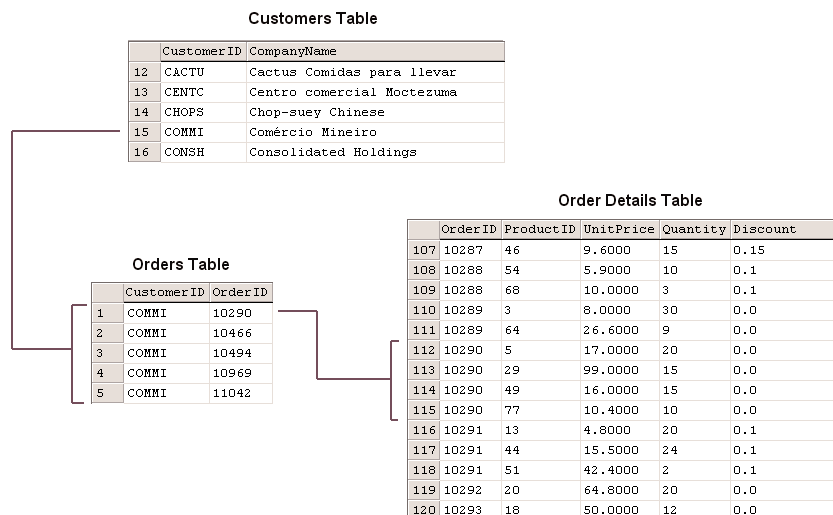 Customers Table
CustomerID CompanyName
12 CACTU Cactus Comidas para llevar
13 CENTC Centro comercial Moctezuma
14 CHOPS Chop-suey Chinese
15 COMMI Comércio Mineiro
16 CONSH Consolidated Holdings
Orders Table
CustomerID OrderID
1 COMMI 10290
2 COMMI 10466
3 COMMI 10494
4 COMMI 10969
5 COMMI 11042
Order Details Table
OrderID ProductID UnitPrice Quantity Discount
107 10287 46 9.6000 15 0.15
108 10288 54 5.9000 10 0.1
109 10288 68 10.0000 3 0.1
110 10289 3 8.0000 30 0.0
111 10289 64 26.6000 9 0.0
112 10290 5 17.0000 20 0.0
113 10290 29 99.0000 15 0.0
114 10290 49 16.0000 15 0.0
115 10290 77 10.4000 10 0.0
116 10291 13 4.8000 20 0.1
117 10291 44 15.5000 24 0.1
118 10291 51 42.4000 2 0.1
119 10292 20 64.8000 20 0.0
120 10293 18 50.0000 12 0.0